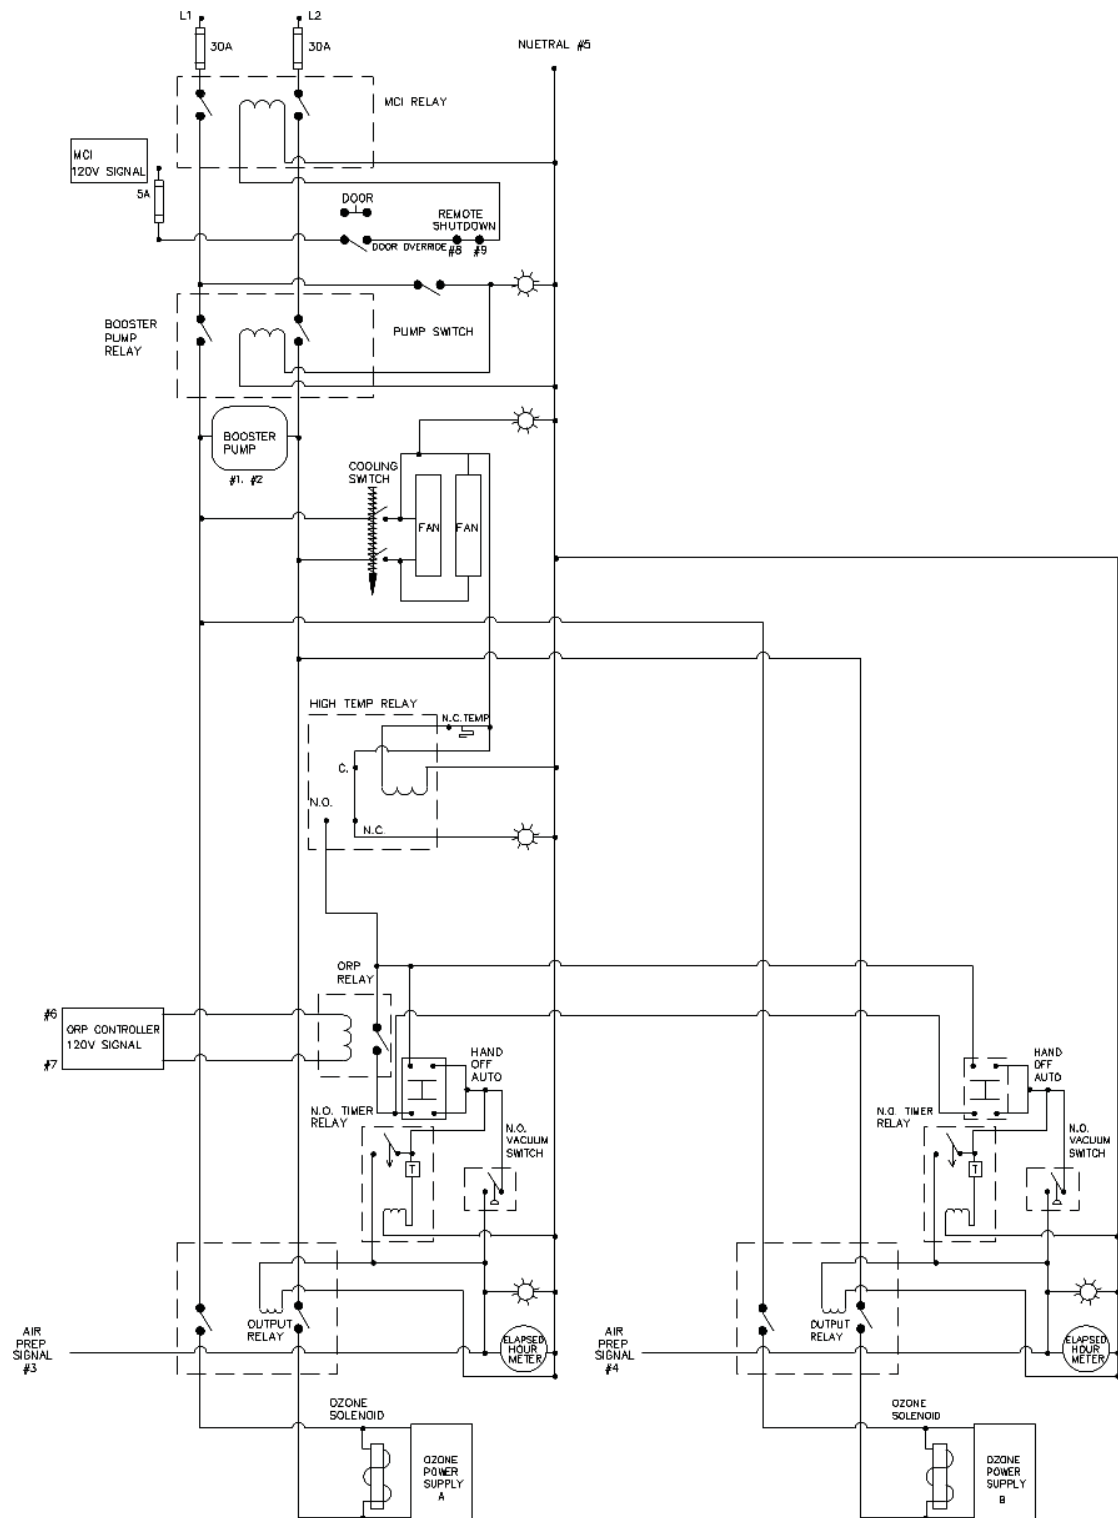 L1
L2
30A
30A
NUETRAL #5
MCI RELAY
MCI
120V SIGNAL
5A
DOOR
REMOTE
SHUTDOWN
DOOR OVERRIDE
#8
#9
BOOSTER
PUMP
RELAY
PUMP SWITCH
BOOSTER
PUMP
#1, #2
COOLING
SWITCH
FAN
FAN
HIGH TEMP RELAY
N.C. TEMP
C.
N.O.
N.C.
ORP
RELAY
#6
ORP CONTROLLER
120V SIGNAL
#7
HAND
OFF
AUTO
HAND
OFF
AUTO
N.O. TIMER
RELAY
N.O.
VACUUM
SWITCH
N.O. TIMER
RELAY
N.O.
VACUUM
SWITCH
OUTPUT
RELAY
OUTPUT
RELAY
AIR
PREP
SIGNAL
#3
ELAPSED
HOUR
METER
AIR
PREP
SIGNAL
#4
ELAPSED
HOUR
METER
OZONE
SOLENOID
OZONE
SOLENOID
OZONE
POWER
SUPPLY
A
OZONE
POWER
SUPPLY
B
T
T